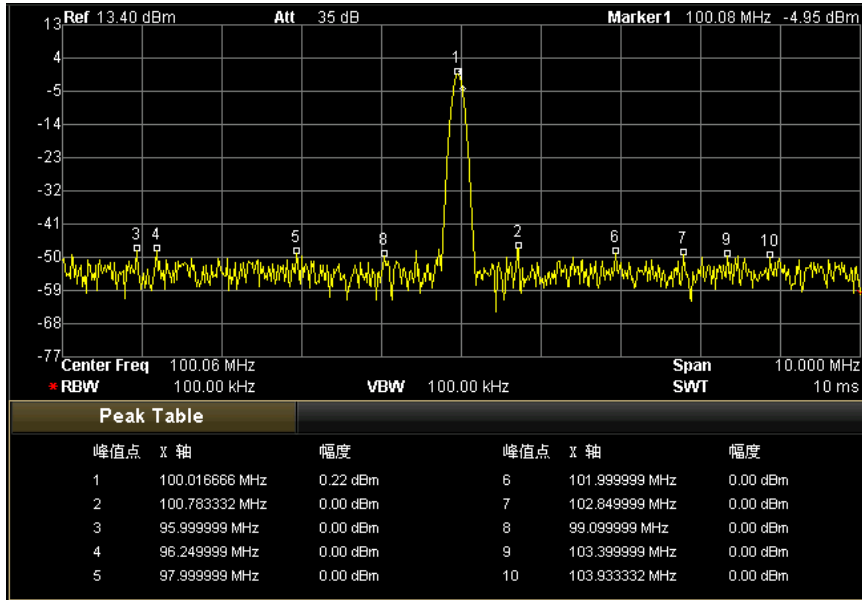 Ref 13.40 dBm Att 35 dB Marker1 100.08 MHz -4.95 dBm
13
4
-5
-14
-23
-32
-41
-50
-59
-68
-77
1
3 4 5 8 2 6 7 9 10
Center Freq 100.06 MHz Span 10.000 MHz
* RBW 100.00 kHz VBW 100.00 kHz SWT 10 ms
Peak Table
峰值点 X 轴 幅度 峰值点 X 轴 幅度
1 100.016666 MHz 0.22 dBm 6 101.999999 MHz 0.00 dBm
2 100.783332 MHz 0.00 dBm 7 102.849999 MHz 0.00 dBm
3 95.999999 MHz 0.00 dBm 8 99.099999 MHz 0.00 dBm
4 96.249999 MHz 0.00 dBm 9 103.399999 MHz 0.00 dBm
5 97.999999 MHz 0.00 dBm 10 103.933332 MHz 0.00 dBm